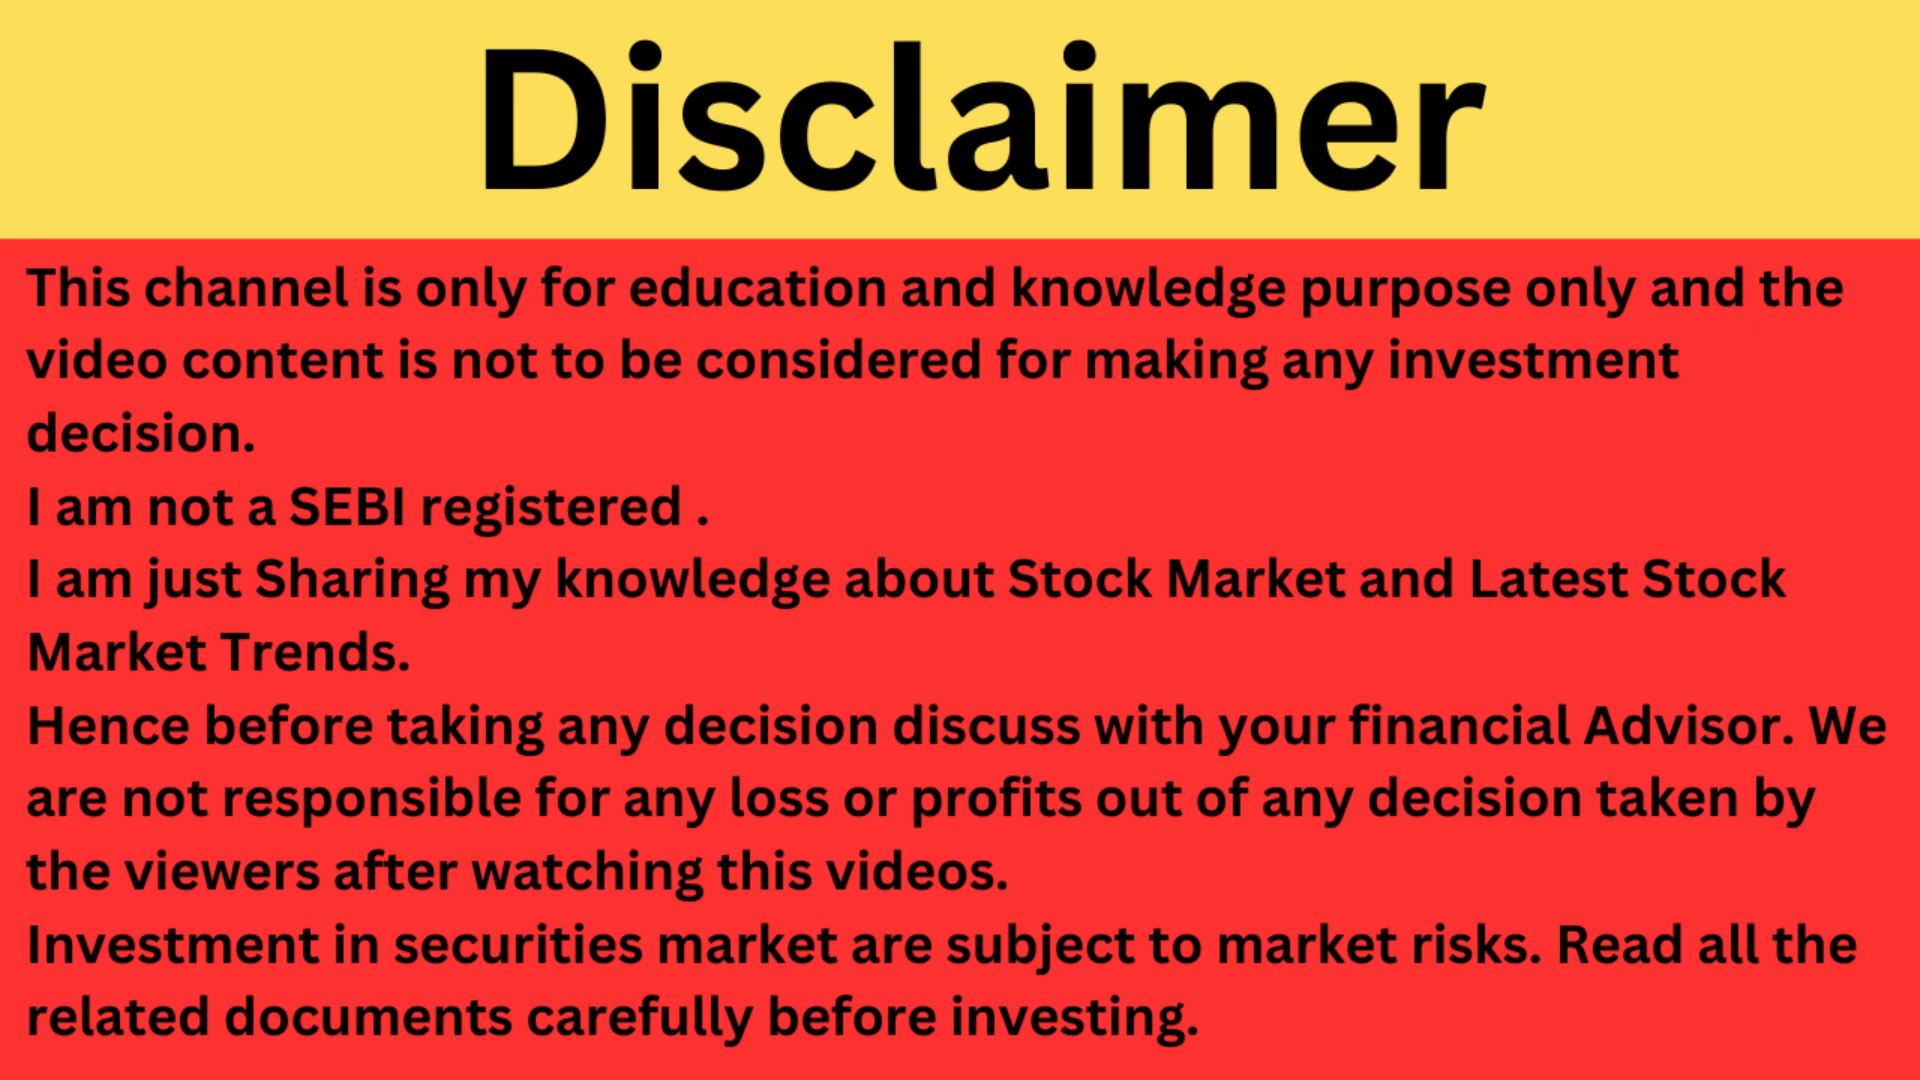 Disclaimer
This channel is only for education and knowledge purpose only and the
video content is not to be considered for making any investment
decision.
I am not a SEBI registered .
I am just Sharing my knowledge about Stock Market and Latest Stock
Market Trends.
Hence before taking any decision discuss with your financial Advisor. We
are not responsible for any loss or profits out of any decision taken by
the viewers after watching this videos.
Investment in securities market are subject to market risks. Read all the
related documents carefully before investing.